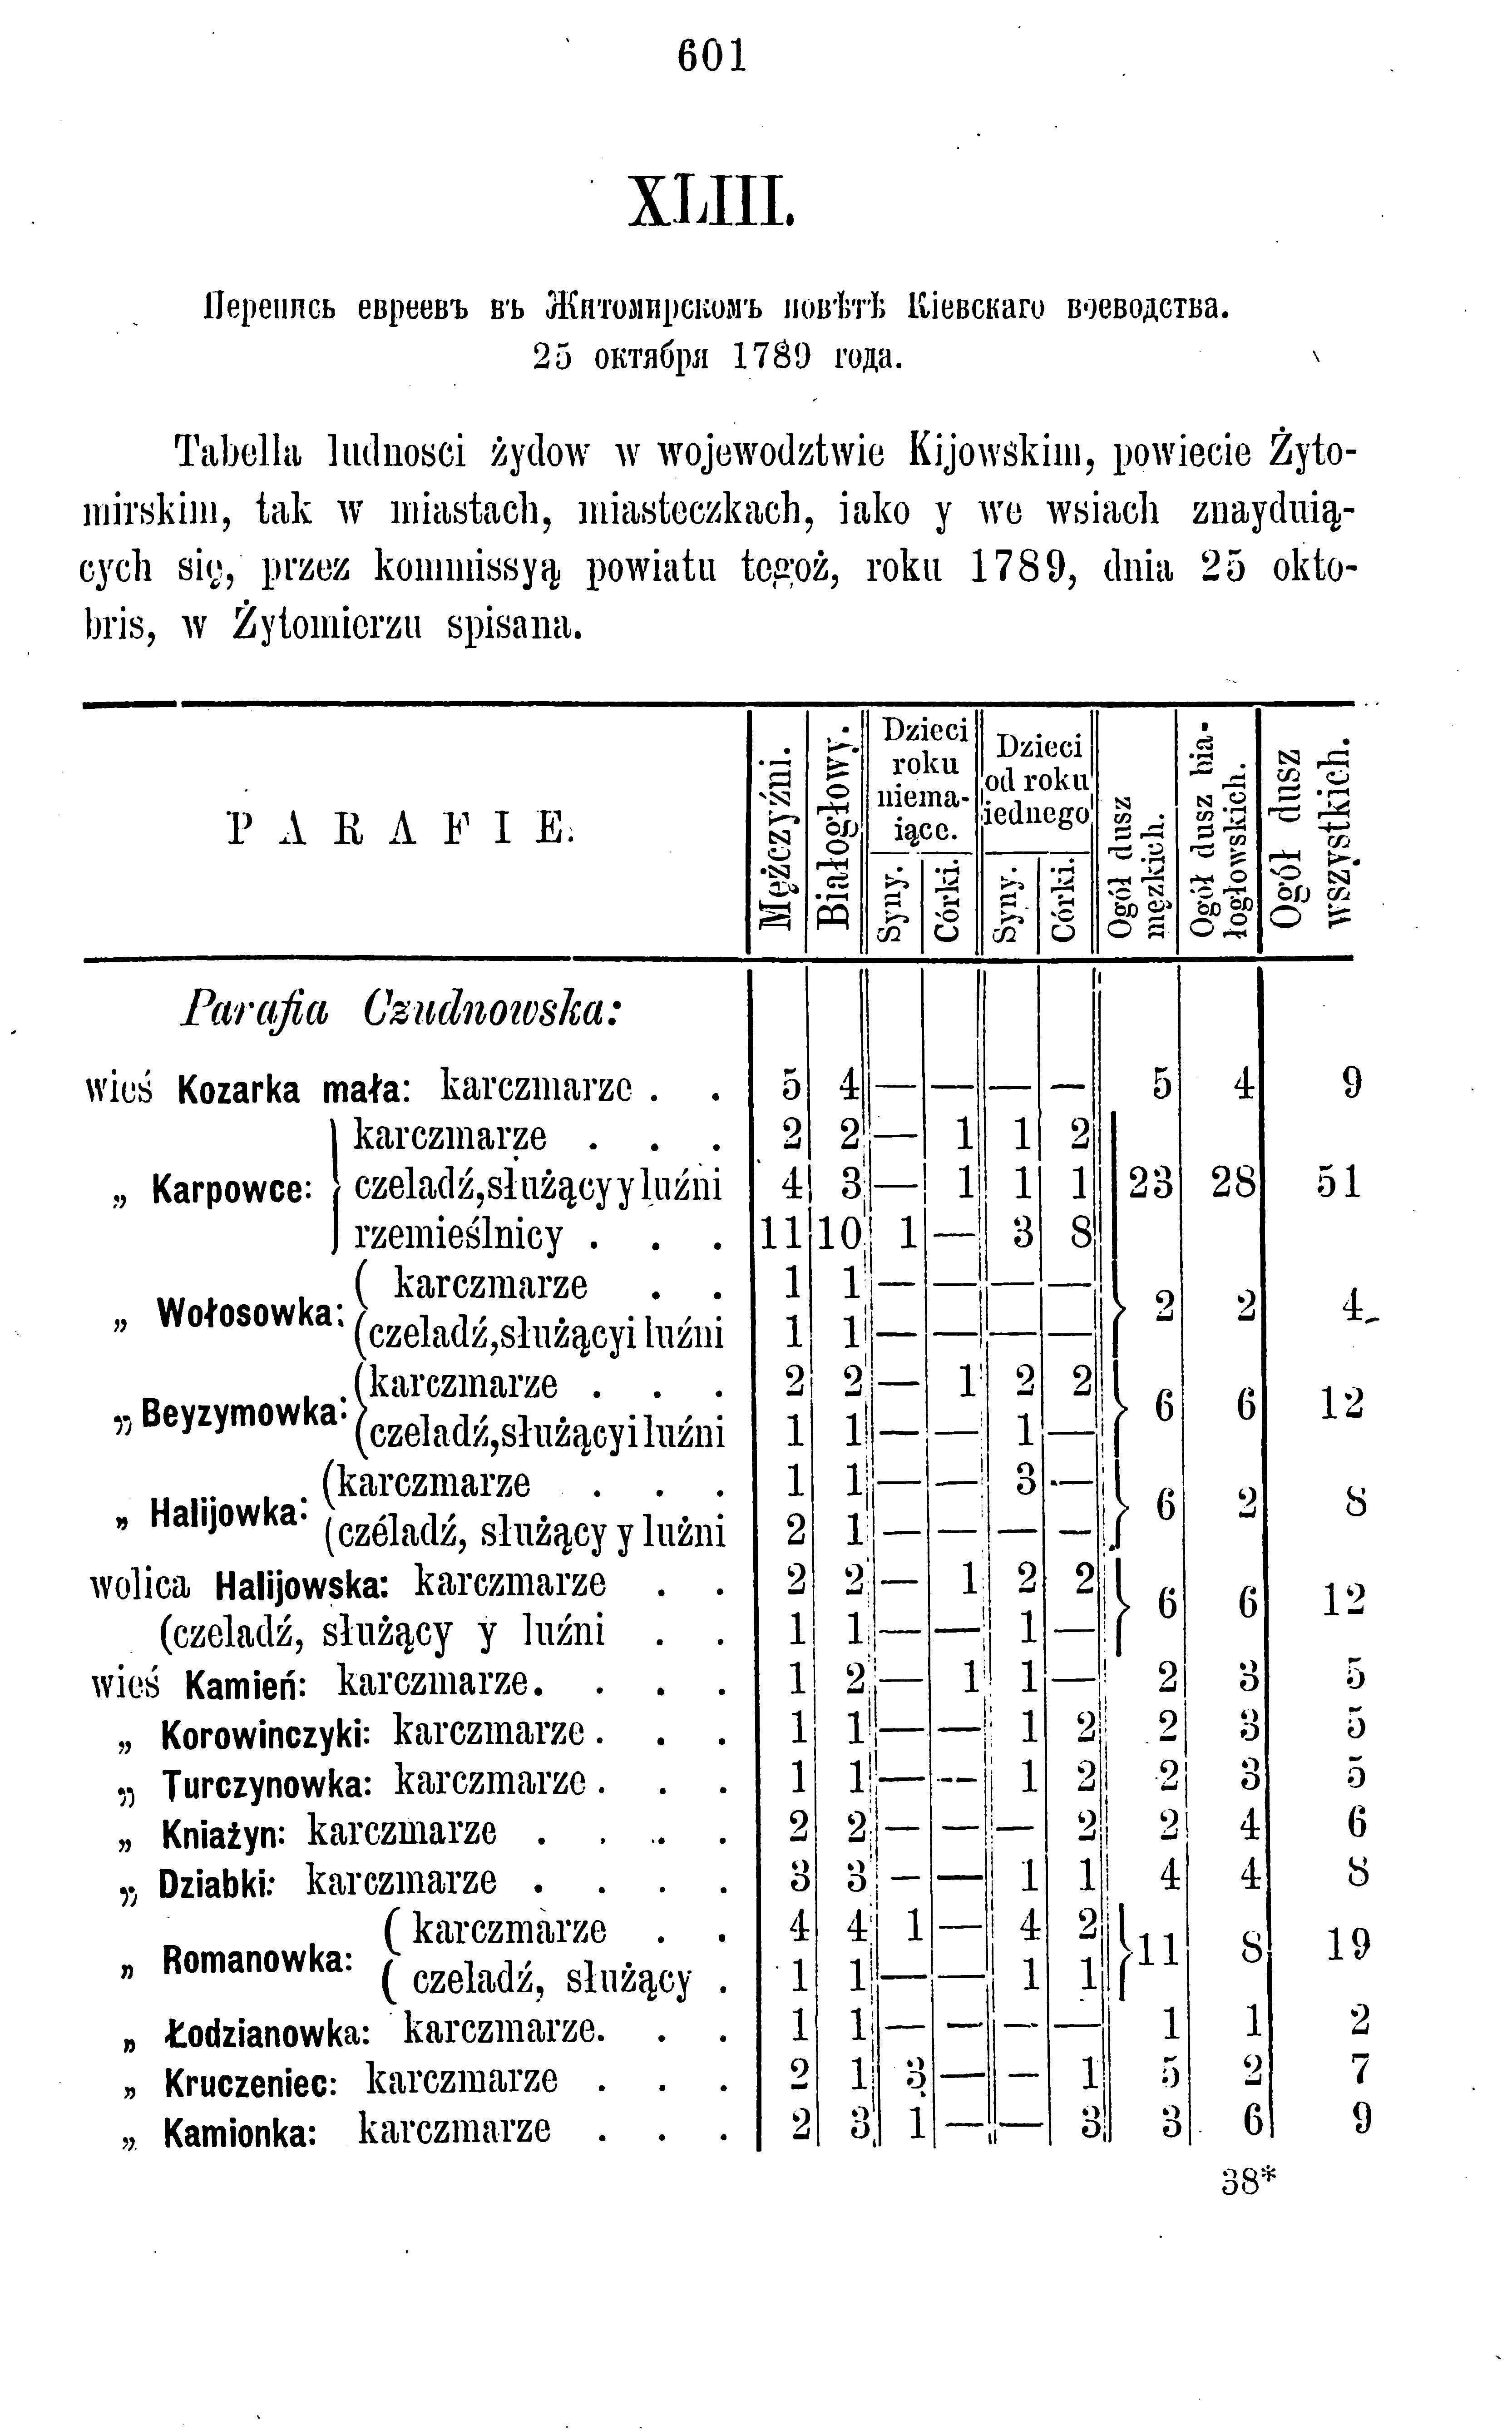 601
XLIII.
Перепись евреевъ въ Житомирскомъ повѣтѣ Кіевскаго воеводства.
25 октября 1789 года.
Tabella ludnosci żydow w wojewodztwie Kijowskim, powiecie Żyto-
mirskim, tak w miastach, miasteczkach, iako y we wsiach znayduią-
cych się, przez kommissyą powiatu tegoż, roku 1789, dnia 25 okto-
bris, w Żytomierzu spisana.
PARAFIE. Mężczyźni. Białogłowy. Dzieci roku niemaiące. Syny. Córki. Dzieci od roku iednego Syny. Córki. Ogół dusz męzkich. Ogół dusz białogłowskich. Ogół dusz wszystkich.
Parafia Czudnowska:
wieś Kozarka mała: karczmarze . . 5 4 — — — — 5 4 9
karczmarze . . . 2 2 — 1 1 2
„ Karpowce: czeladź, służący y luźni 4 3 — 1 1 1 23 28 51
rzemieślnicy . . . 11 10 1 — 3 8
( karczmarze . . 1 1 — — — —
„ Wołosowka: (czeladź, służący i luźni 1 1 — — — — } 2 2 4
(karczmarze . . . 2 2 — 1 2 2
„ Beyzymowka: (czeladź, służący i luźni 1 1 — — 1 — } 6 6 12
(karczmarze . . . 1 1 — — 3 —
„ Halijowka: (czéladź, służący y luźni 2 1 — — — — } 6 2 8
wolica Halijowska: karczmarze . . 2 2 — 1 2 2
(czeladź, służący y luźni . . 1 1 — — 1 — } 6 6 12
wieś Kamień: karczmarze. . . . 1 2 — 1 1 — 2 3 5
„ Korowinczyki: karczmarze . . . 1 1 — — 1 2 2 3 5
„ Turczynowka: karczmarze . . . 1 1 — — 1 2 2 3 5
„ Kniażyn: karczmarze . . . . 2 2 — — — 2 2 4 6
„ Dziabki: karczmarze . . . . 3 3 — — 1 1 4 4 8
( karczmarze . . 4 4 1 — 4 2
„ Romanowka: ( czeladź, służący . 1 1 — — 1 1 } 11 8 19
„ Łodzianowka: karczmarze. . . 1 1 — — — — 1 1 2
„ Kruczeniec: karczmarze . . . 2 1 3 — — 1 5 2 7
„ Kamionka: karczmarze . . . 2 3 1 — — 3 3 6 9
38*